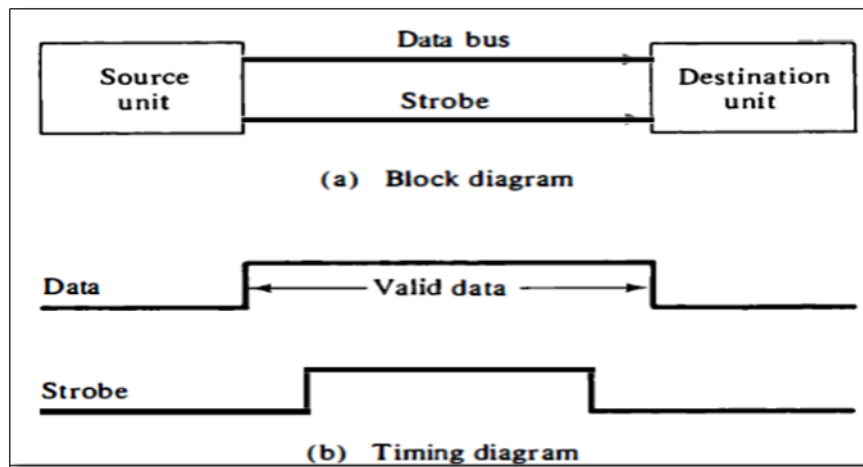 Data bus
Source
unit
Destination
unit
Strobe
(a) Block diagram
Data
Valid data
Strobe
(b) Timing diagram